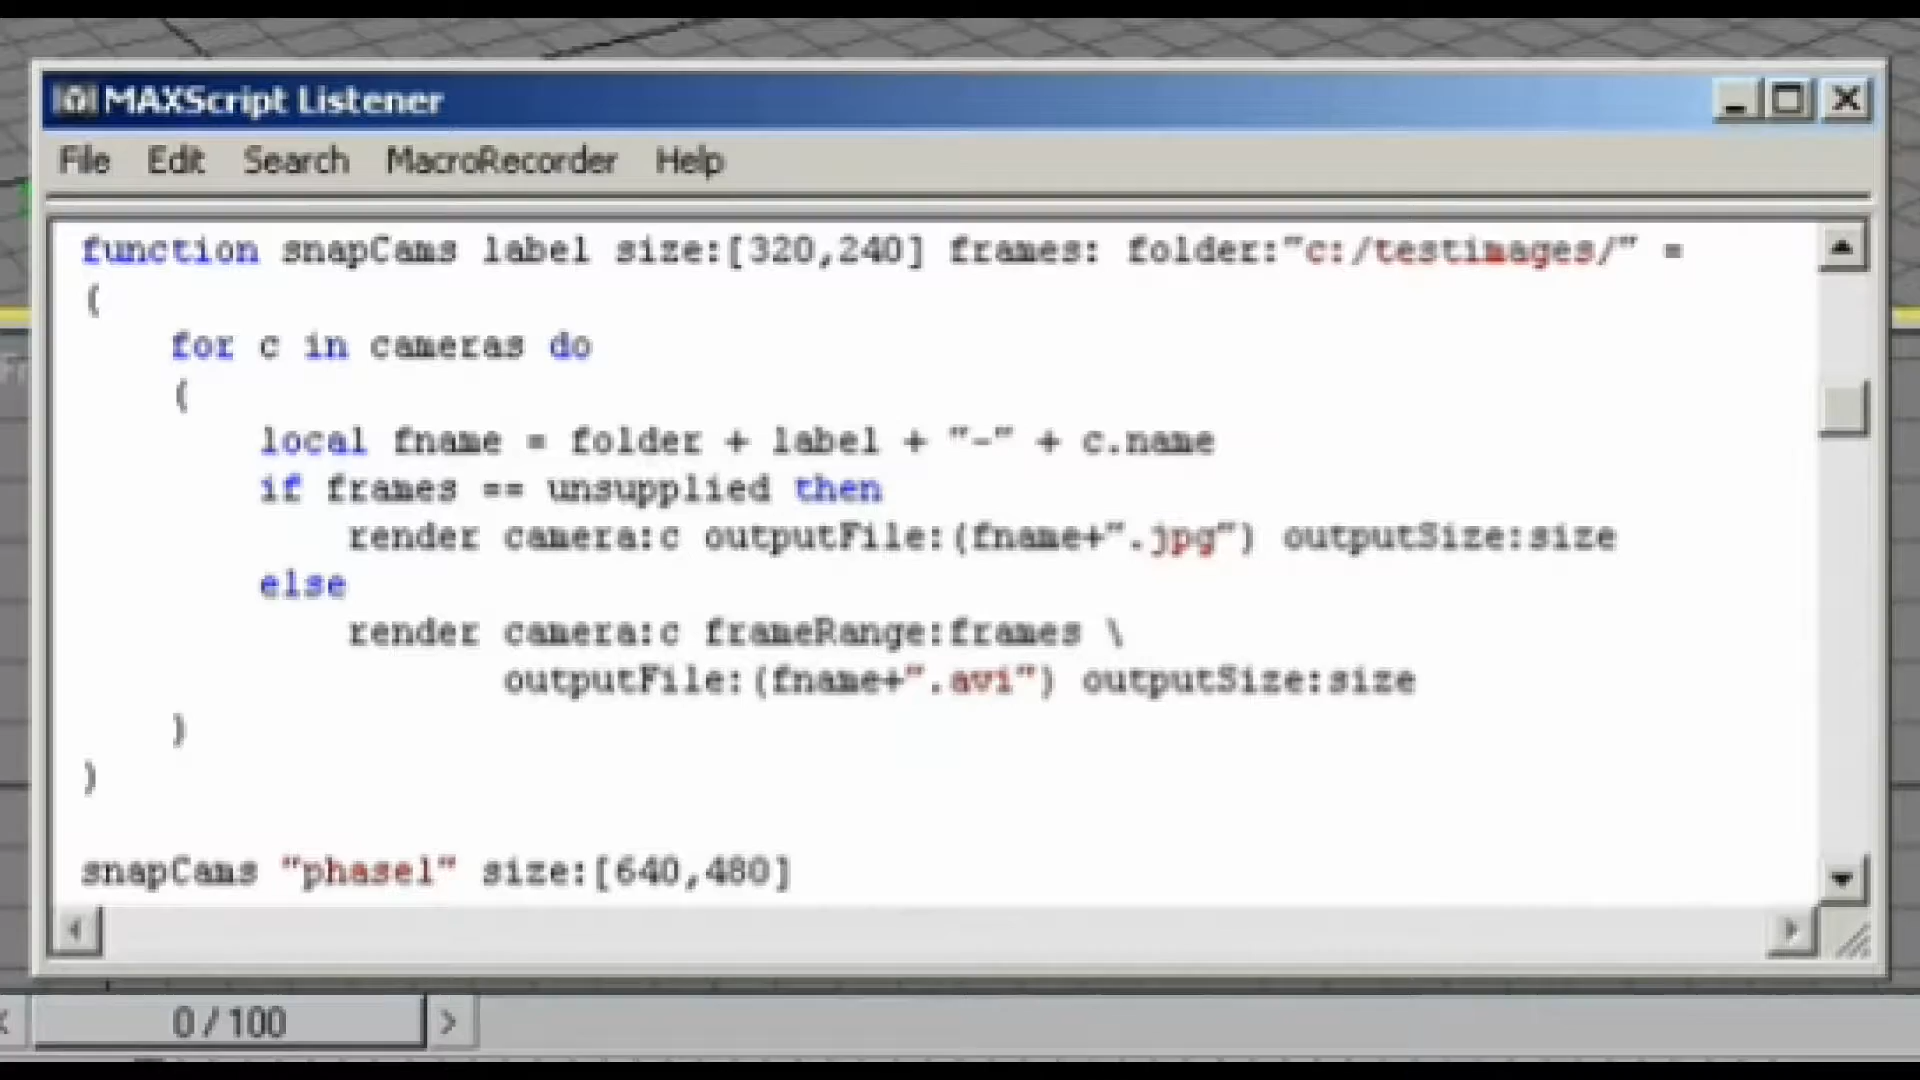 MAXScript Listener
File Edit Search MacroRecorder Help
function snapCams label size:[320,240] frames: folder:"c:/testimages/" =
(
for c in cameras do
(
local fname = folder + label + "-" + c.name
if frames == unsupplied then
render camera:c outputFile:(fname+".jpg") outputSize:size
else
render camera:c frameRange:frames \
outputFile:(fname+".avi") outputSize:size
)
)
snapCams "phase1" size:[640,480]
0 / 100